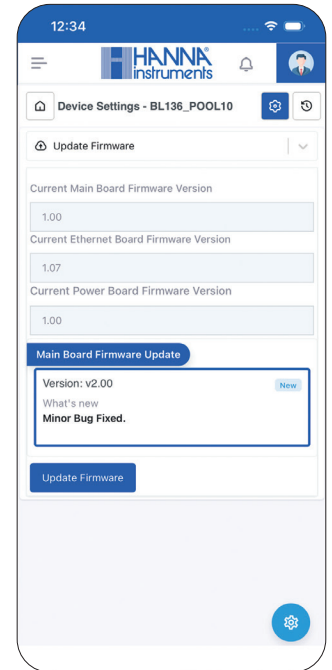 12:34
HANNA
instruments
Device Settings - BL136_POOL10
Update Firmware
Current Main Board Firmware Version
1.00
Current Ethernet Board Firmware Version
1.07
Current Power Board Firmware Version
1.00
Main Board Firmware Update
Version: v2.00
New
What's new
Minor Bug Fixed.
Update Firmware